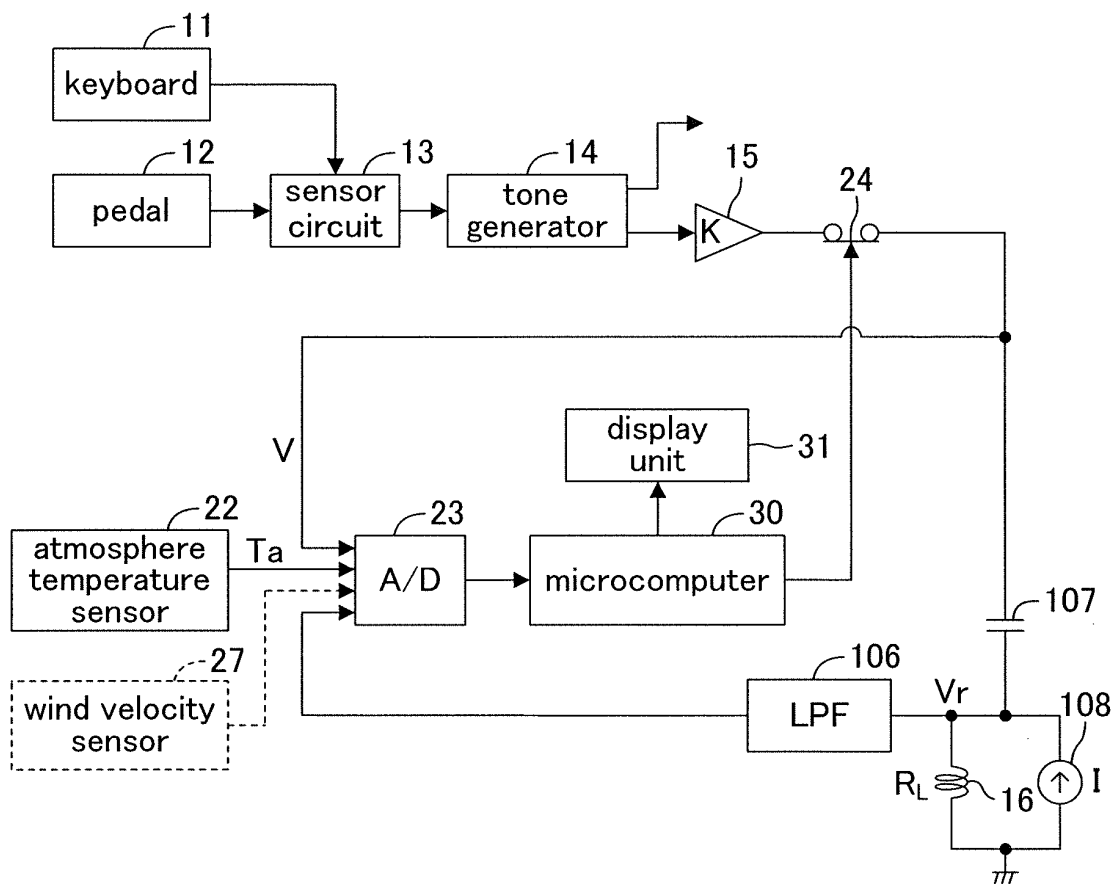 11
keyboard
12
pedal
13
sensor
circuit
14
tone
generator
15
K
24
V
display
unit
31
22
atmosphere
temperature
sensor
Ta
23
A/D
30
microcomputer
107
27
wind velocity
sensor
106
LPF
Vr
108
RL
16
I